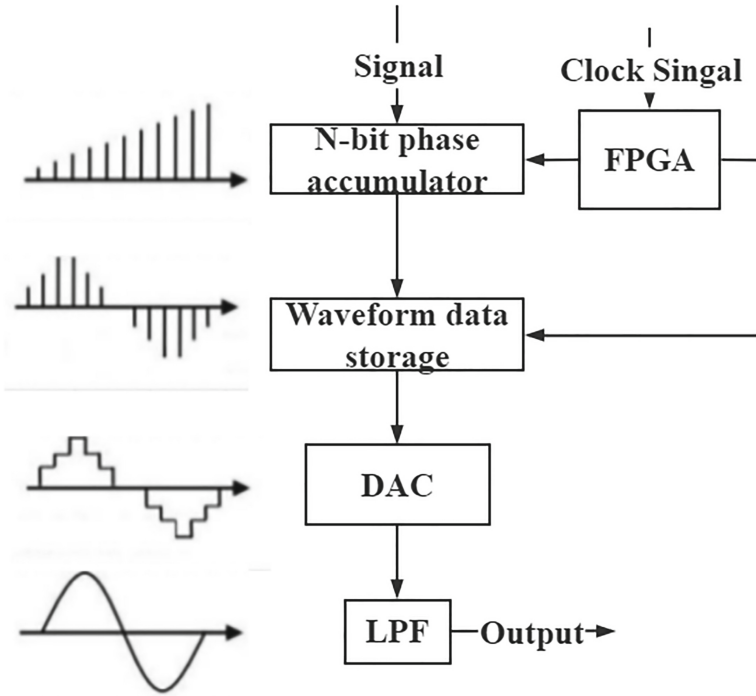 Signal
Clock Singal
N-bit phase
accumulator
FPGA
Waveform data
storage
DAC
LPF
Output